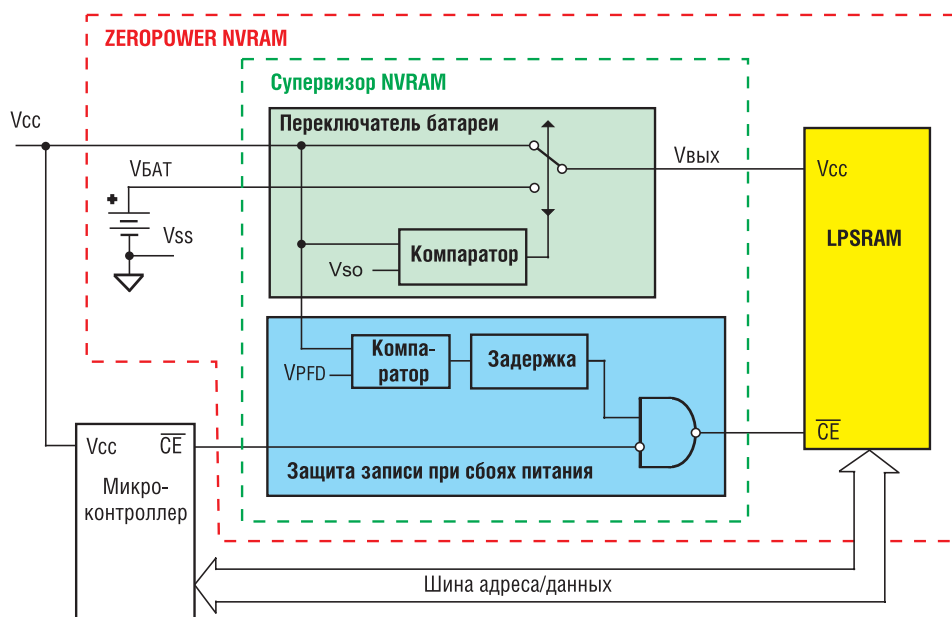 ZEROPOWER NVRAM
Супервизор NVRAM
Переключатель батареи
Vcc
VБАТ
Vвых
Vcc
Vss
LPSRAM
Компаратор
Vso
Компа-
ратор
Задержка
VPFD
Vcc
CE
CE
Защита записи при сбоях питания
Микро-
контроллер
Шина адреса/данных